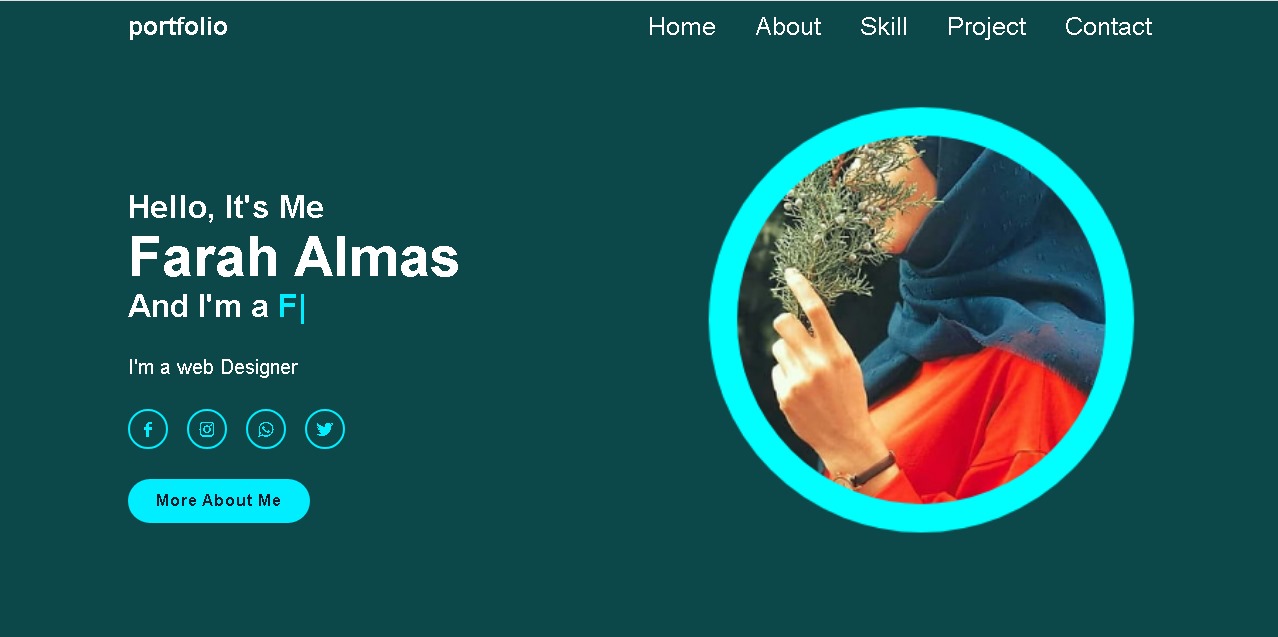 portfolio
Home About Skill Project Contact
Hello, It's Me
Farah Almas
And I'm a F|
I'm a web Designer
More About Me